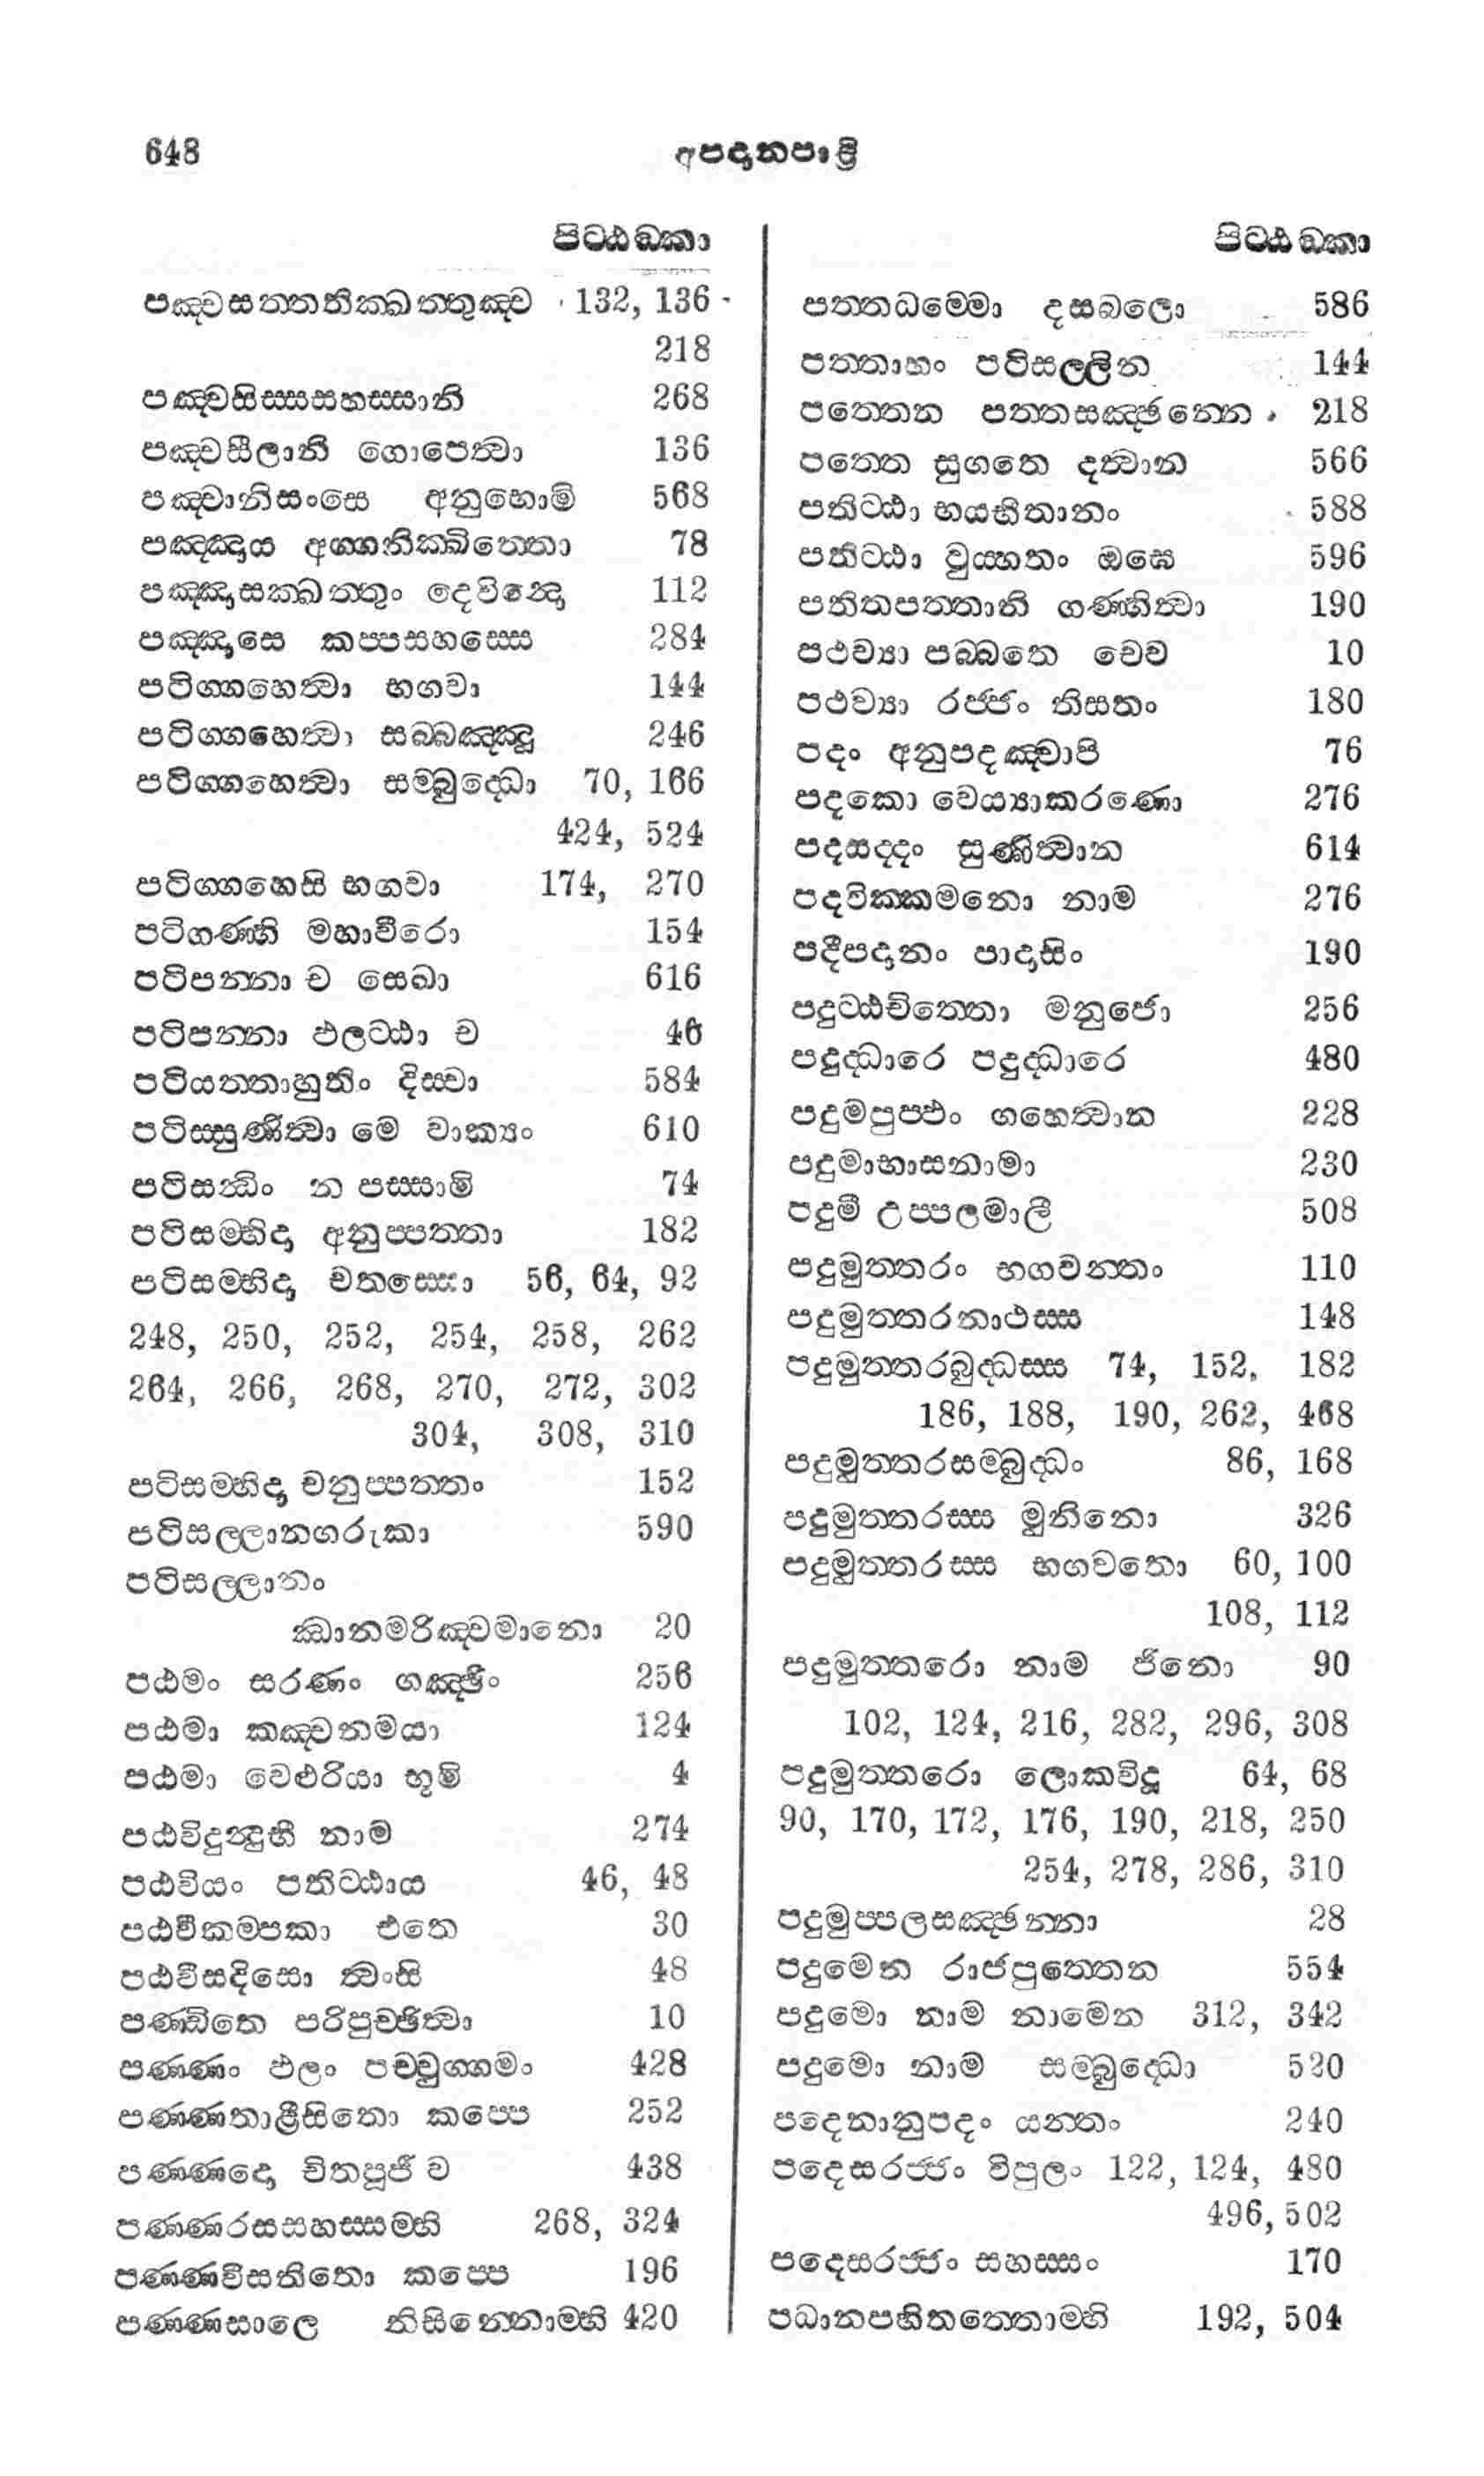 648
අපදානපාළි
පිට්ඨඞ්කා
පඤ්චසත්තතික්ඛත්තුඤ්ච 132, 136
218
පඤ්චසිස්සසහස්සානි 268
පඤ්චසීලානි ගොපෙත්වා 136
පඤ්චානිසංසෙ අනුභොමි 568
පඤ්ඤාය අග්ගනික්ඛිත්තො 78
පඤ්ඤාසක්ඛත්තුං දෙවින්දො 112
පඤ්ඤාසෙ කප්පසහස්සෙ 284
පටිග්ගහෙත්වා භගවා 144
පටිග්ගහෙත්වා සබ්බඤ්ඤූ 246
පටිග්ගහෙත්වා සම්බුද්ධො 70, 166
424, 524
පටිග්ගහෙසි භගවා 174, 270
පටිගණ්හි මහාවීරො 154
පටිපන්නා ච සෙඛා 616
පටිපන්නා ඵලට්ඨා ච 46
පටියත්තාහුතිං දිස්වා 584
පටිස්සුණිත්වා මෙ වාක්‍යං 610
පටිසන්ධිං න පස්සාමි 74
පටිසම්භිදා අනුප්පත්තා 182
පටිසම්භිදා චතස්සො 56, 64, 92
248, 250, 252, 254, 258, 262
264, 266, 268, 270, 272, 302
304, 308, 310
පටිසම්භිදා චනුප්පත්තං 152
පටිසල්ලානගරුකා 590
පටිසල්ලානං
ඣානමරිඤ්චමානො 20
පඨමං සරණං ගඤ්ඡිං 256
පඨමා කඤ්චනමයා 124
පඨමා වෙළුරියා භූමි 4
පඨවිදුන්දුභි නාම 274
පඨවියං පතිට්ඨාය 46, 48
පඨවීකම්පකා එතෙ 30
පඨවීසදිසො ත්වංසි 48
පණ්ඩිතෙ පරිපුච්ඡිත්වා 10
පණ්ණං ඵලං පච්චුග්ගමං 428
පණ්ණතාළීසිතො කප්පෙ 252
පණ්ණදො චිතපූජී ච 438
පණ්ණරසසහස්සම්හි 268, 324
පණ්ණවීසතිතො කප්පෙ 196
පණ්ණසාලෙ නිසින්නොම්හි 420
පිට්ඨඞ්කා
පත්තධම්මො දසබලො 586
පත්තාහං පටිසල්ලීන 144
පත්තෙන පත්තසඤ්ඡන්නෙ 218
පත්තෙ සුගතෙ දත්වාන 566
පතිට්ඨා භයභීතානං 588
පතිට්ඨා වුය්හතං ඔඝෙ 596
පතිතපත්තානි ගණ්හිත්වා 190
පථව්‍යා පබ්බතෙ චෙව 10
පථව්‍යා රජ්ජං තිසතං 180
පදං අනුපදඤ්චාපි 76
පදකො වෙය්‍යාකරණො 276
පදසද්දං සුණිත්වාන 614
පදවික්කමනො නාම 276
පදීපදානං පාදාසිං 190
පදුට්ඨචිත්තො මනුජො 256
පදුද්ධාරෙ පදුද්ධාරෙ 480
පදුමපුප්ඵං ගහෙත්වාන 228
පදුමාභාසනාමා 230
පදුමී උප්පලමාලී 508
පදුමුත්තරං භගවන්තං 110
පදුමුත්තරනාථස්ස 148
පදුමුත්තරබුද්ධස්ස 74, 152, 182
186, 188, 190, 262, 468
පදුමුත්තරසම්බුද්ධං 86, 168
පදුමුත්තරස්ස මුනිනො 326
පදුමුත්තරස්ස භගවතො 60, 100
108, 112
පදුමුත්තරො නාම ජිනො 90
102, 124, 216, 282, 296, 308
පදුමුත්තරො ලොකවිදූ 64, 68
90, 170, 172, 176, 190, 218, 250
254, 278, 286, 310
පදුමුප්පලසඤ්ඡන්නා 28
පදුමෙන රාජපුත්තෙන 554
පදුමො නාම නාමෙන 312, 342
පදුමො නාම සම්බුද්ධො 520
පදෙනානුපදං යන්තං 240
පදෙසරජ්ජං විපුලං 122, 124, 480
496, 502
පදෙසරජ්ජං සහස්සං 170
පධානපහිතත්තොම්හි 192, 504